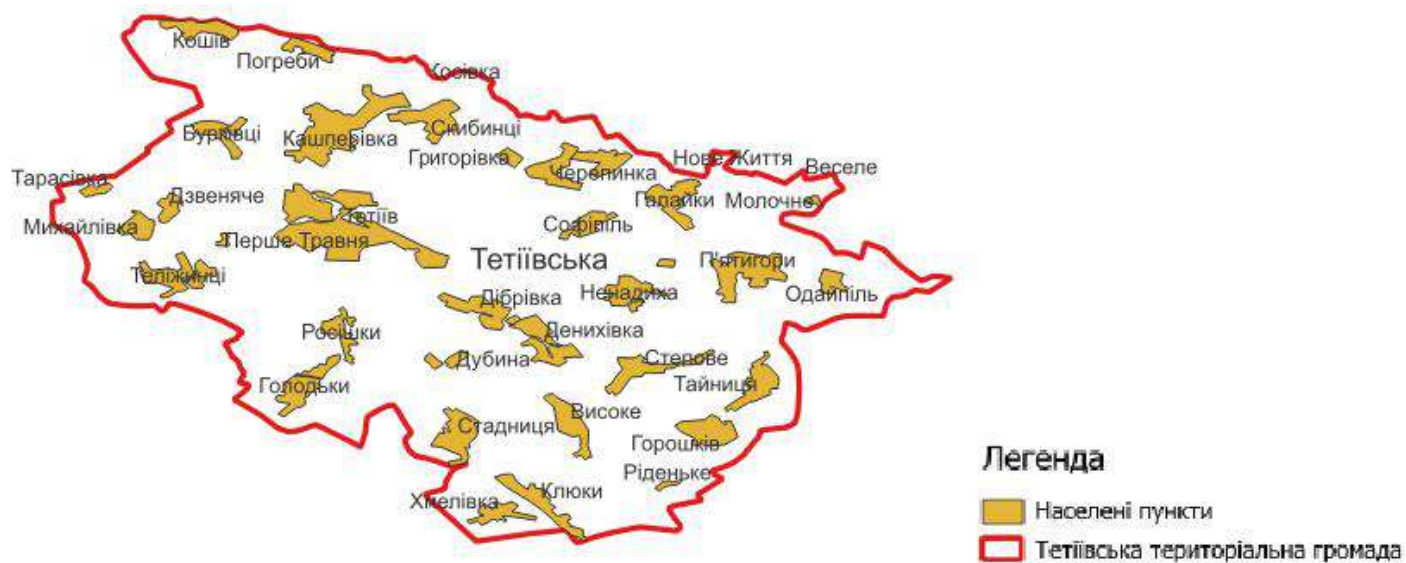 Кошів
Погреби
Косівка
Бурківці
Кашперівка
Скибинці
Григорівка
Черепинка
Нове Життя
Веселе
Тарасівка
Дзвеняче
Галайки
Молочне
Михайлівка
Тетіїв
Софіпіль
Перше Травня
Тетіївська
П'ятигори
Теліжинці
Ненадиха
Одайпіль
Дібрівка
Росішки
Денихівка
Дубина
Степове
Голодьки
Тайниця
Високе
Стадниця
Горошків
Ріденьке
Клюки
Хмелівка
Легенда
Населені пункти
Тетіївська територіальна громада